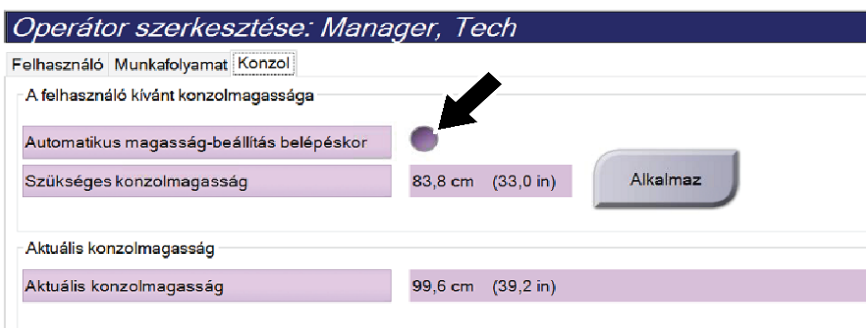 Operátor szerkesztése: Manager, Tech
Felhasználó Munkafolyamat Konzol
A felhasználó kívánt konzolmagassága
Automatikus magasság-beállítás belépéskor
Szükséges konzolmagasság 83,8 cm (33,0 in) Alkalmaz
Aktuális konzolmagasság
Aktuális konzolmagasság 99,6 cm (39,2 in)